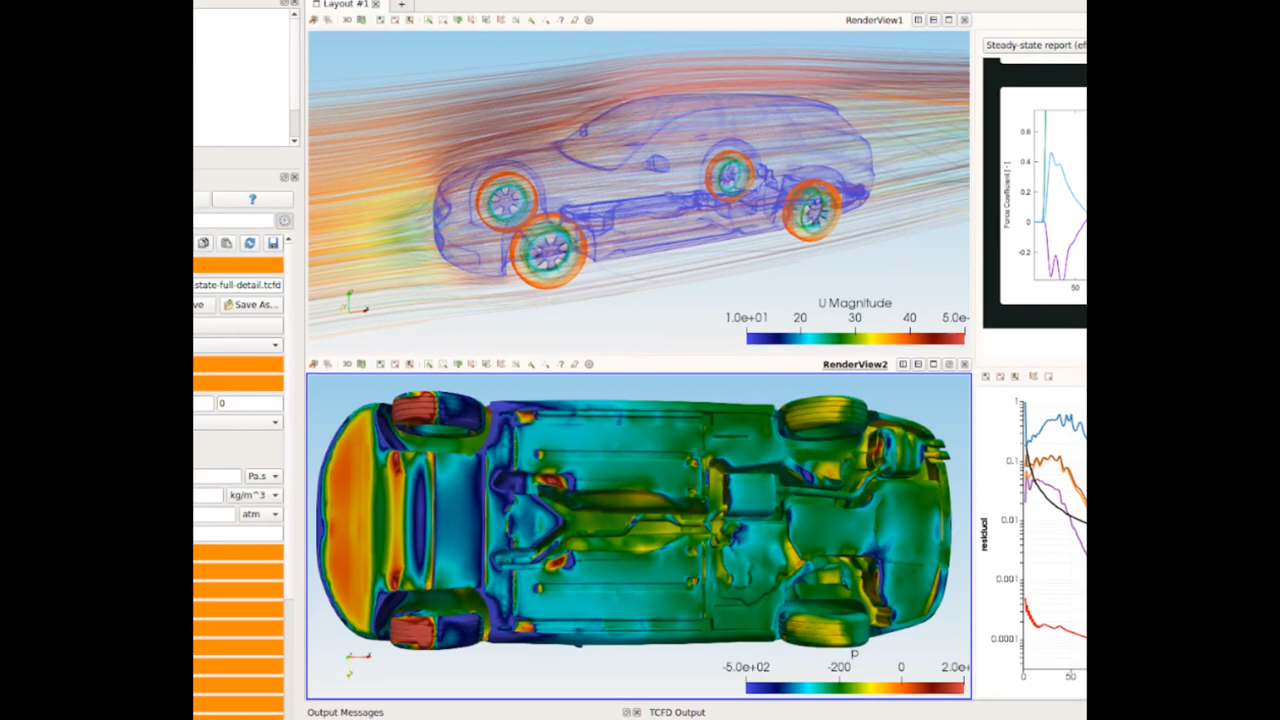 Layout #1
+
3D
RenderView1
Steady-state report (ef
?
state-full-detail.tcfd
ve
Save As...
0
Pa.s
kg/m^3
atm
U Magnitude
1.0e+01 20 30 40 5.0e-
Force Coefficient [-]
0.6
0.4
0.2
0
-0.2
50
3D
RenderView2
p
-5.0e+02 -200 0 2.0e+
residual
1
0.1
0.01
0.001
0.0001
0 50
Output Messages
TCFD Output